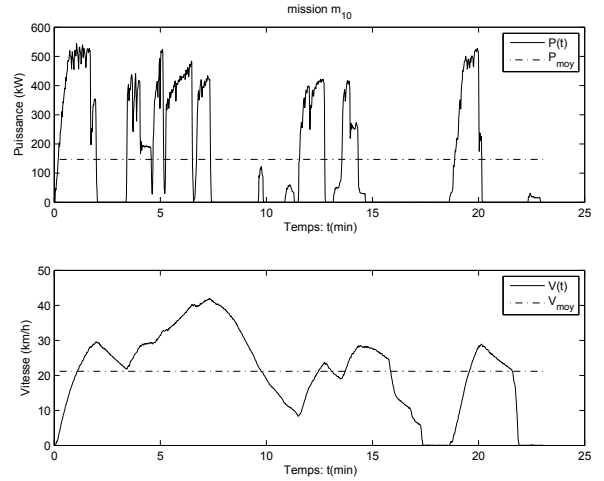 mission m10
Puissance (kW)
600
500
400
300
200
100
0
0 5 10 15 20 25
Temps: t(min)
P(t)
Pmoy
Vitesse (km/h)
50
40
30
20
10
0
0 5 10 15 20 25
Temps: t(min)
V(t)
Vmoy